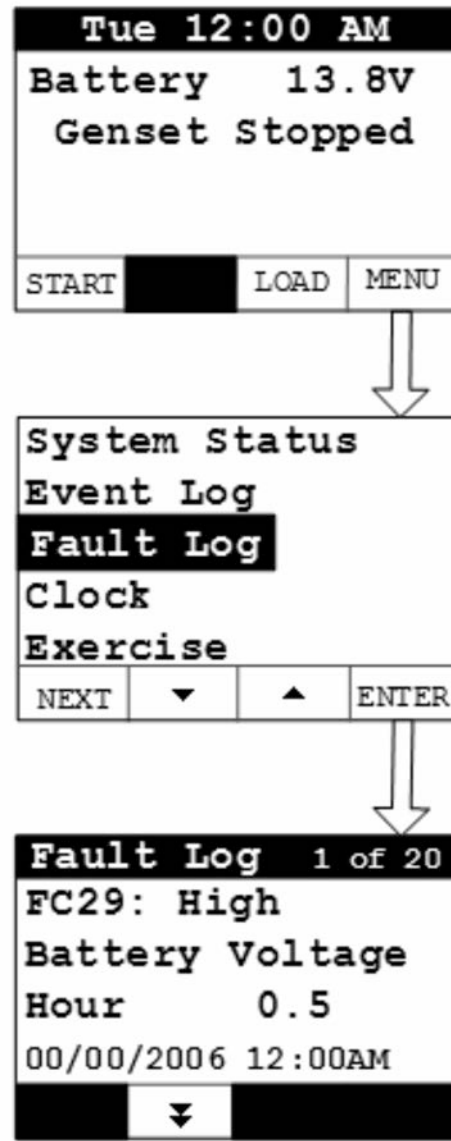 Tue 12:00 AM
Battery 13.8V
Genset Stopped
START LOAD MENU
System Status
Event Log
Fault Log
Clock
Exercise
NEXT ▼ ▲ ENTER
Fault Log 1 of 20
FC29: High
Battery Voltage
Hour 0.5
00/00/2006 12:00AM